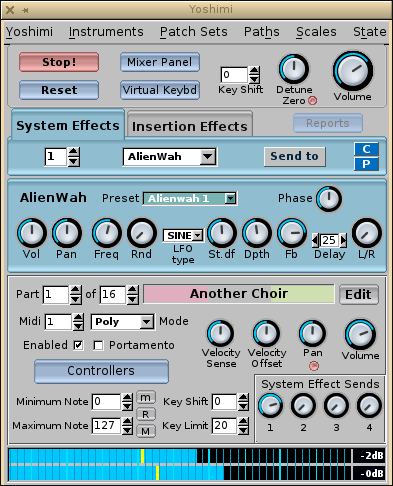 Yoshimi
Yoshimi Instruments Patch Sets Paths Scales State
Stop! Mixer Panel
Reset Virtual Keybd
0
Key Shift
Detune
Zero
Volume
System Effects Insertion Effects Reports
1 AlienWah Send to C
P
AlienWah Preset Alienwah 1 Phase
SINE 25
Vol Pan Freq Rnd LFO type St.df Dpth Fb Delay L/R
Part 1 of 16 Another Choir Edit
Midi 1 Poly Mode
Enabled Portamento
Velocity Sense Velocity Offset Pan Volume
Controllers
System Effect Sends
Minimum Note 0 m Key Shift 0
R
Maximum Note 127 M Key Limit 20
1 2 3 4
-2dB
-0dB